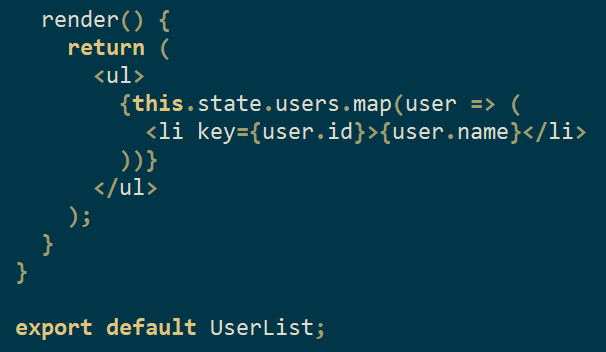 render() {
return (
<ul>
{this.state.users.map(user => (
<li key={user.id}>{user.name}</li>
))}
</ul>
);
}
}
export default UserList;